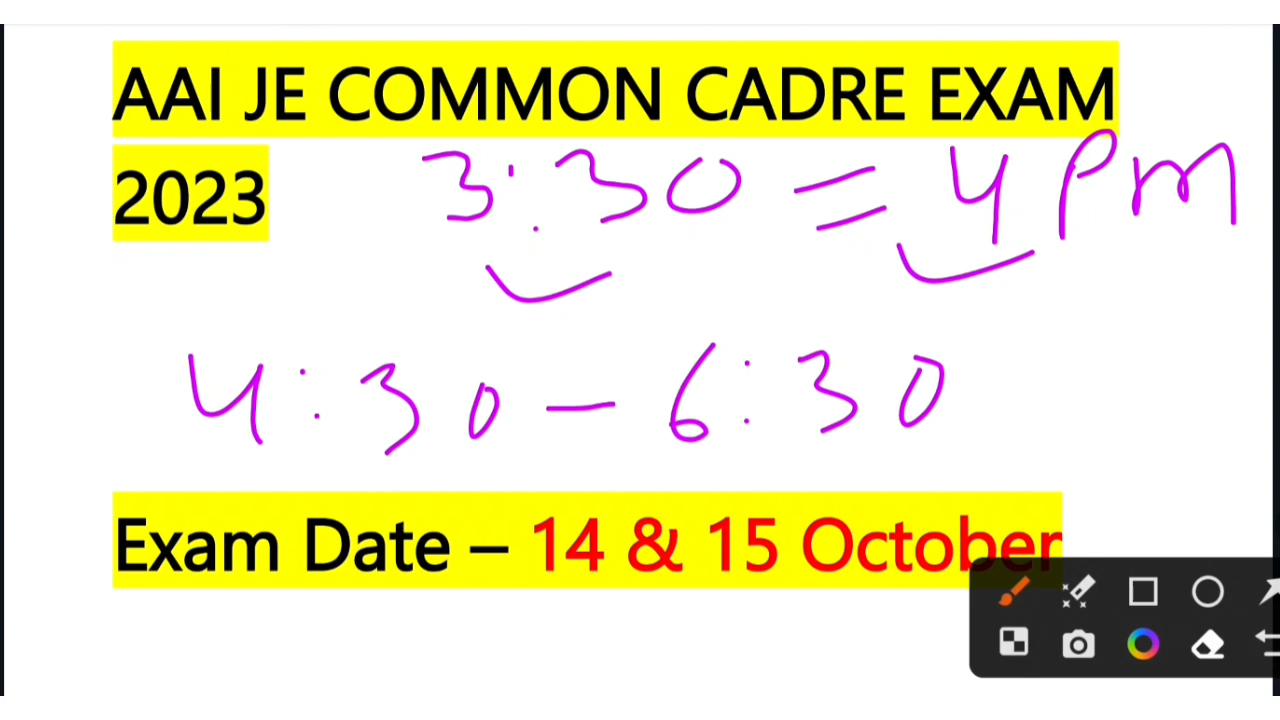 AAI JE COMMON CADRE EXAM
2023
3:30 = 4 Pm
4:30 - 6:30
Exam Date – 14 & 15 October